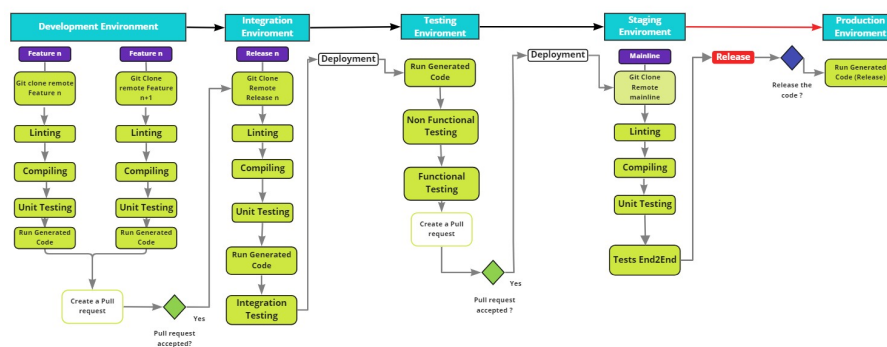 Development Environment
Integration
Enviroment
Testing
Enviroment
Staging
Enviroment
Production
Enviroment
Feature n
Feature n
Release n
Deployment
Deployment
Mainline
Release
Git clone remote
Feature n
Git Clone
remote Feature
n+1
Git Clone
Remote
Release n
Run Generated
Code
Git Clone
Remote
mainline
Release the
code ?
Run Generated
Code (Release)
Linting
Linting
Linting
Non Functional
Testing
Linting
Compiling
Compiling
Compiling
Functional
Testing
Compiling
Unit Testing
Unit Testing
Unit Testing
Create a Pull
request
Unit Testing
Run Generated
Code
Run Generated
Code
Run Generated
Code
Tests End2End
Create a Pull
request
Yes
Pull request
accepted?
Integration
Testing
Yes
Pull request
accepted ?